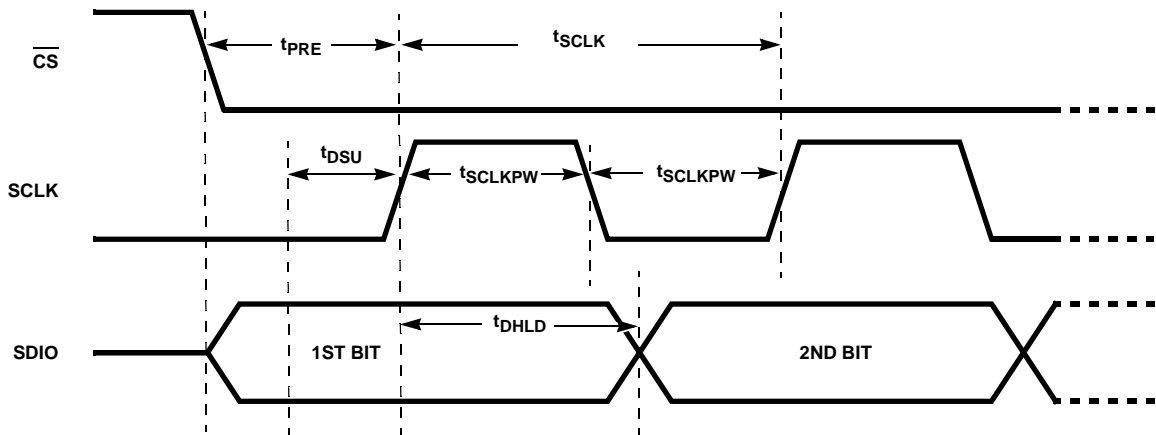 CS
tPRE
tSCLK
SCLK
tDSU
tSCLKPW
tSCLKPW
SDIO
1ST BIT
tDHLD
2ND BIT